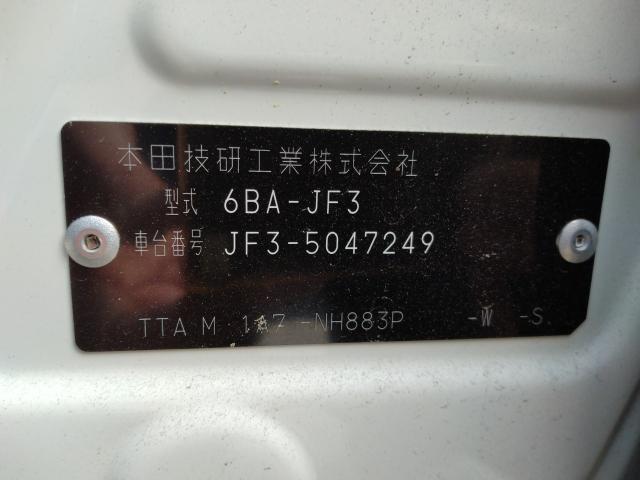 本田技研工業株式会社
型式 6BA-JF3
車台番号 JF3-5047249
TTA M -NH883P -W -S